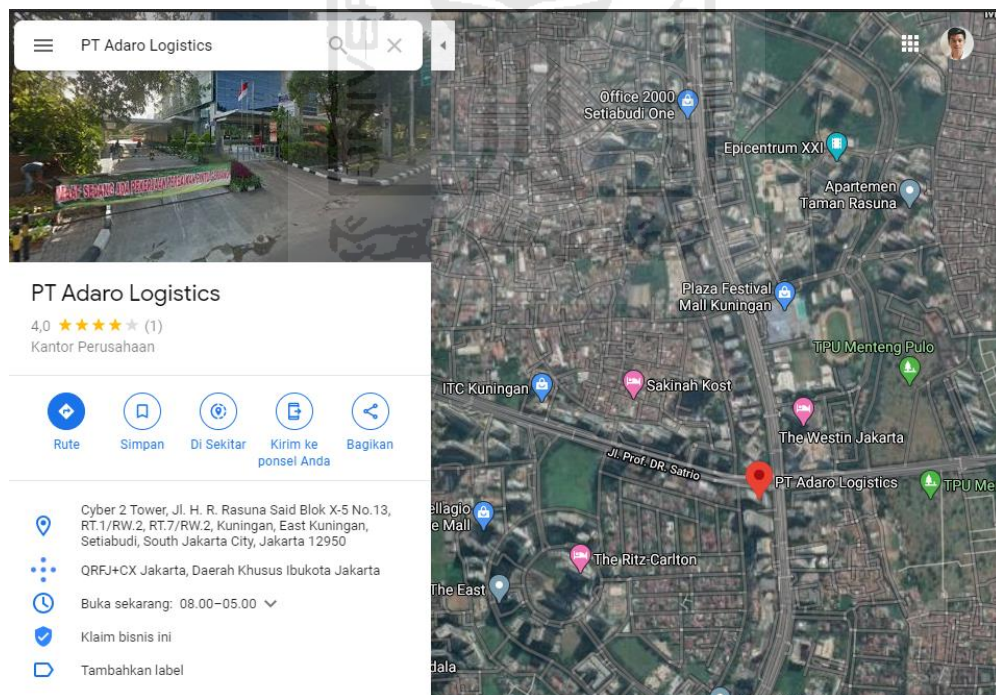 PT Adaro Logistics
PT Adaro Logistics
4,0
(1)
Kantor Perusahaan
Rute
Simpan
Di Sekitar
Kirim ke
ponsel Anda
Bagikan
Cyber 2 Tower, Jl. H. R. Rasuna Said Blok X-5 No.13,
RT.1/RW.2, RT.7/RW.2, Kuningan, East Kuningan,
Setiabudi, South Jakarta City, Jakarta 12950
QRFJ+CX Jakarta, Daerah Khusus Ibukota Jakarta
Buka sekarang: 08.00–05.00
Klaim bisnis ini
Tambahkan label
Office 2000
Setiabudi One
Epicentrum XXI
Apartemen
Taman Rasuna
Plaza Festival
Mall Kuningan
TPU Menteng Pulo
ITC Kuningan
Sakinah Kost
The Westin Jakarta
Jl. Prof. DR. Satrio
PT Adaro Logistics
TPU Me
ellagio
e Mall
The Ritz-Carlton
The East
dala